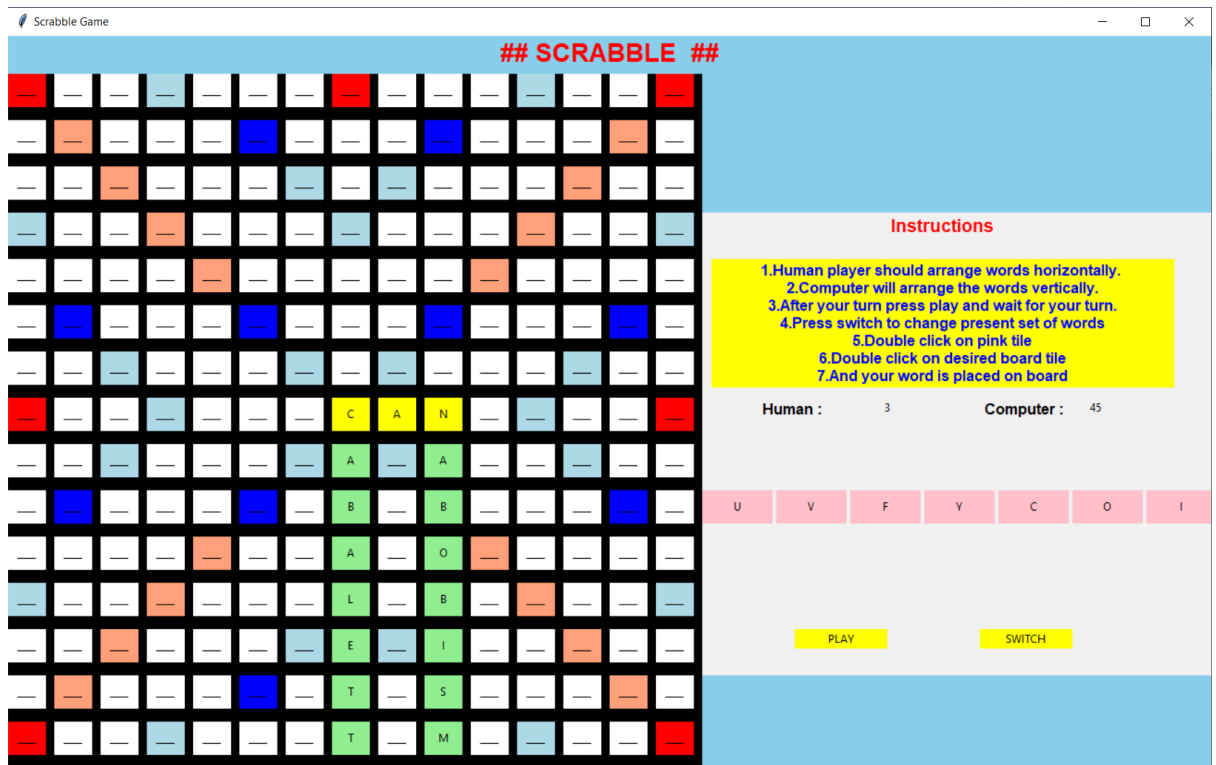 Scrabble Game
## SCRABBLE ##
Instructions
1.Human player should arrange words horizontally.
2.Computer will arrange the words vertically.
3.After your turn press play and wait for your turn.
4.Press switch to change present set of words
5.Double click on pink tile
6.Double click on desired board tile
7.And your word is placed on board
Human : 3 Computer : 45
C A N
A A
B B
U V F Y C O I
A O
L B
E I
PLAY SWITCH
T S
T M